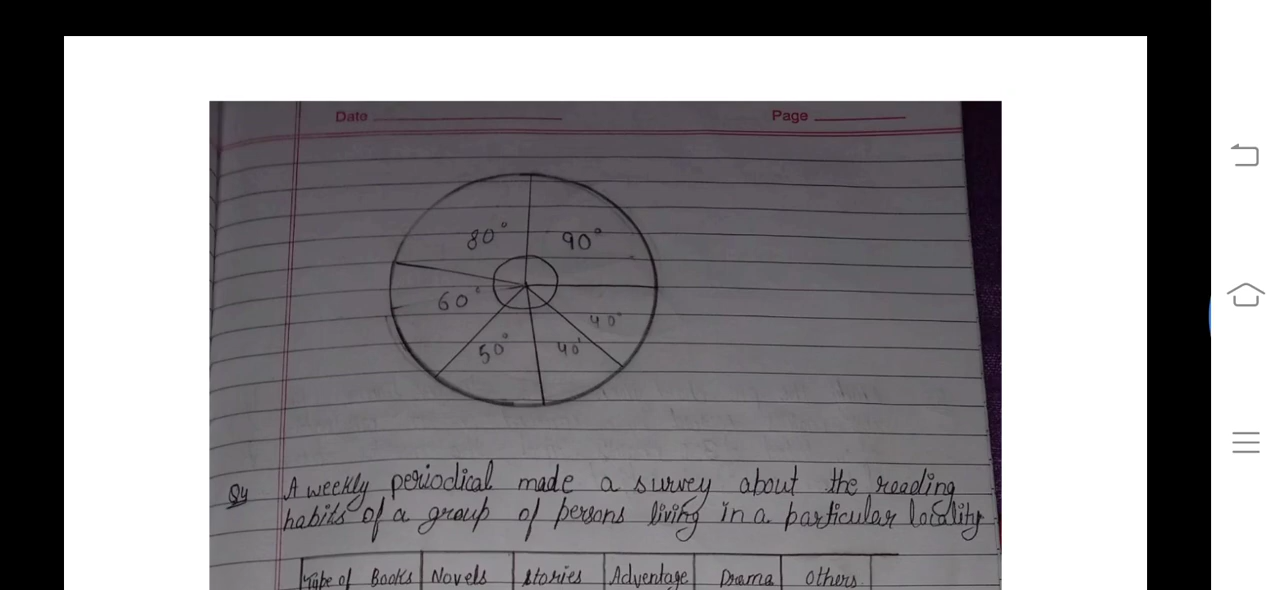 Date
Page
80°
90°
60°
40°
50°
40°
Q4 A weekly periodical made a survey about the reading
habits of a group of persons living in a particular locality
Type of Books Novels Stories Adventage Drama Others